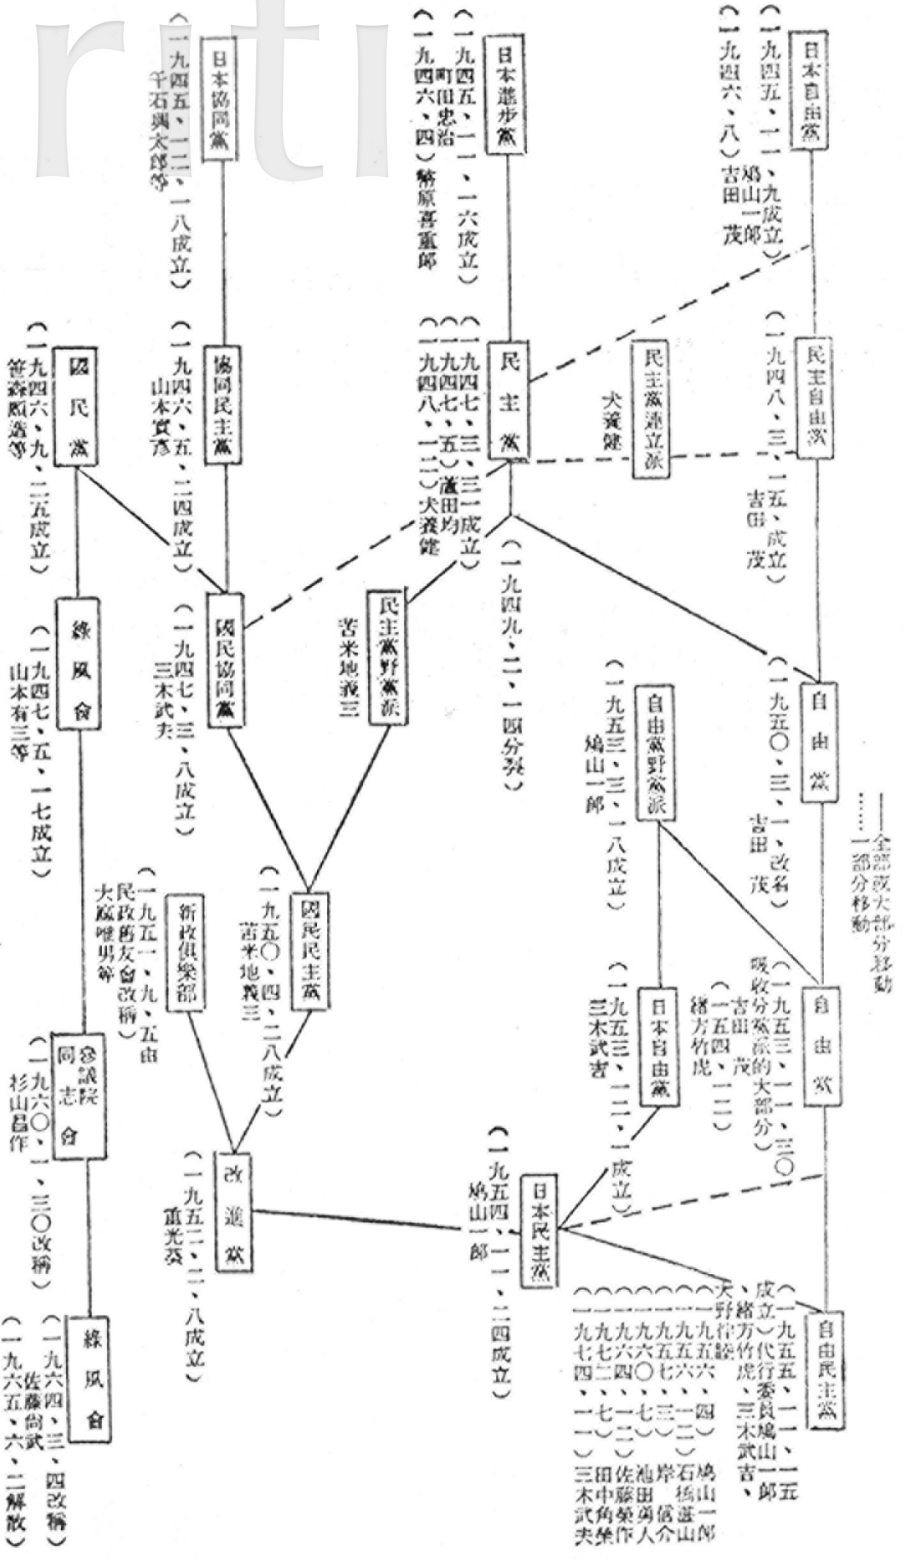 日本自由黨
（一九四五、一一、九成立）
鳩山一郎
（一九四六、八）吉田 茂
日本進步黨
（一九四五、一一、一六成立）
町田忠治
（一九四六、四）幣原喜重郎
日本協同黨
（一九四五、一二、一八成立）
千石興太郎等
民主自由黨
（一九四八、三、一五、成立）
吉田 茂
民主黨連立派
犬養健
民主黨
（一九四七、三、三一成立）
（一九四七、五）蘆田均
（一九四八、一二）犬養健
協同民主黨
（一九四六、五、二四成立）
山本實彥
國民黨
（一九四六、九、二五成立）
笹森順造等
（一九四九、二、一四分裂）
民主黨野黨派
苫米地義三
國民協同黨
（一九四七、三、八成立）
三木武夫
綠風會
（一九四七、五、一七成立）
山本有三等
自由黨
（一九五〇、三、一、改名）
吉田 茂
自由黨野黨派
（一九五三、三、一八成立）
鳩山一郎
——全部或大部分移動
……一部分移動
國民民主黨
（一九五〇、四、二八成立）
苫米地義三
新政俱樂部
（一九五一、九、五由
民政舊友會改稱）
大麻唯男等
自由黨
（一九五三、一一、三〇
吸收分黨派的大部分）
吉田 茂
（一五四、一二）
緒方竹虎
日本自由黨
（一九五三、一二、一成立）
三木武吉
參議院
同志會
（一九六〇、一、三〇改稱）
杉山昌作
日本民主黨
（一九五四、一一、二四成立）
鳩山一郎
改進黨
（一九五二、二、八成立）
重光葵
自由民主黨
（一九五五、一一、一五
成立）代行委員鳩山一郎
、緒方竹虎、三木武吉、
大野伴睦
（一九五六、四）鳩山一郎
（一九五六、一二）石橋湛山
（一九五七、三）岸 信介
（一九六〇、七）池田勇人
（一九六四、一二）佐藤榮作
（一九七二、七）田中角榮
（一九七四、一一）三木武夫
綠風會
（一九六四、三、四改稱）
佐藤尚武
（一九六五、六、二解散）
riti